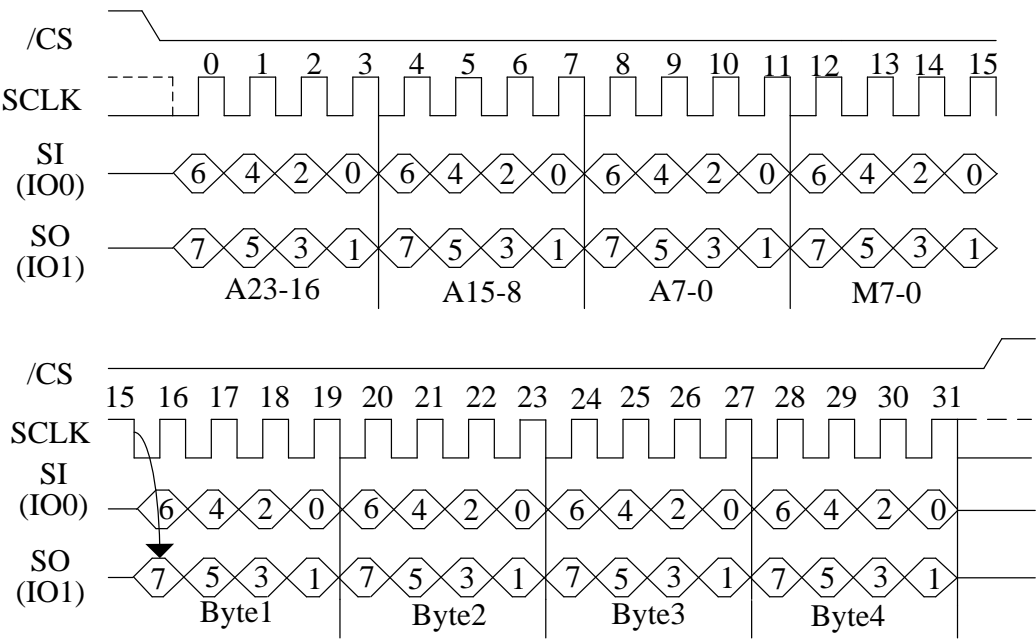 /CS
0 1 2 3 4 5 6 7 8 9 10 11 12 13 14 15
SCLK
SI
(IO0)
6 4 2 0 6 4 2 0 6 4 2 0 6 4 2 0
SO
(IO1)
7 5 3 1 7 5 3 1 7 5 3 1 7 5 3 1
A23-16 A15-8 A7-0 M7-0
/CS
15 16 17 18 19 20 21 22 23 24 25 26 27 28 29 30 31
SCLK
SI
(IO0)
6 4 2 0 6 4 2 0 6 4 2 0 6 4 2 0
SO
(IO1)
7 5 3 1 7 5 3 1 7 5 3 1 7 5 3 1
Byte1 Byte2 Byte3 Byte4